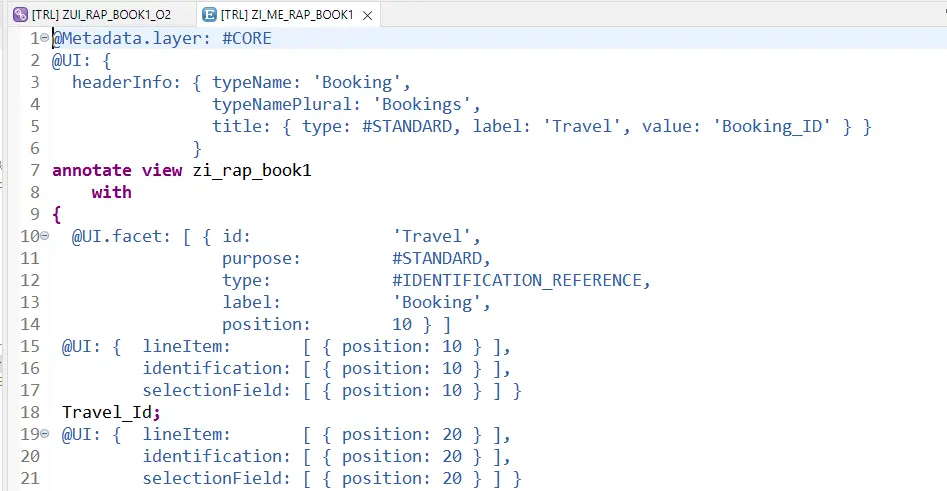 [TRL] ZUI_RAP_BOOK1_O2 [TRL] ZI_ME_RAP_BOOK1
1 @Metadata.layer: #CORE
2 @UI: {
3 headerInfo: { typeName: 'Booking',
4 typeNamePlural: 'Bookings',
5 title: { type: #STANDARD, label: 'Travel', value: 'Booking_ID' } }
6 }
7 annotate view zi_rap_book1
8 with
9 {
10 @UI.facet: [ { id: 'Travel',
11 purpose: #STANDARD,
12 type: #IDENTIFICATION_REFERENCE,
13 label: 'Booking',
14 position: 10 } ]
15 @UI: { lineItem: [ { position: 10 } ],
16 identification: [ { position: 10 } ],
17 selectionField: [ { position: 10 } ] }
18 Travel_Id;
19 @UI: { lineItem: [ { position: 20 } ],
20 identification: [ { position: 20 } ],
21 selectionField: [ { position: 20 } ] }